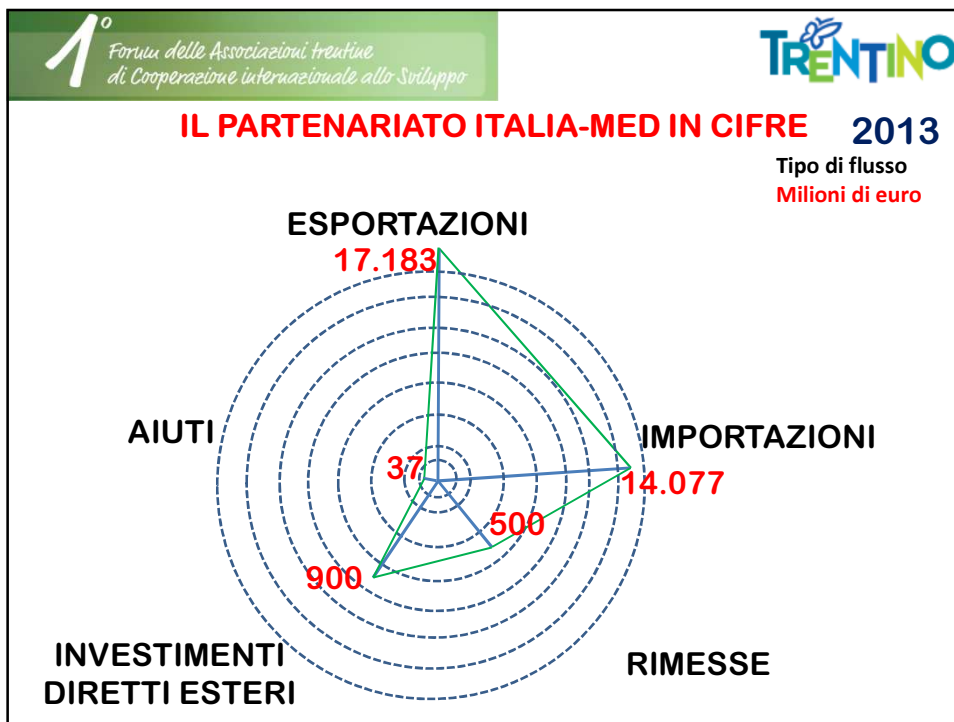 1°
Forum delle Associazioni trentine
di Cooperazione internazionale allo Sviluppo
TRENTINO
IL PARTENARIATO ITALIA-MED IN CIFRE 2013
Tipo di flusso
Milioni di euro
ESPORTAZIONI
17.183
AIUTI
IMPORTAZIONI
37
14.077
500
900
INVESTIMENTI
DIRETTI ESTERI
RIMESSE